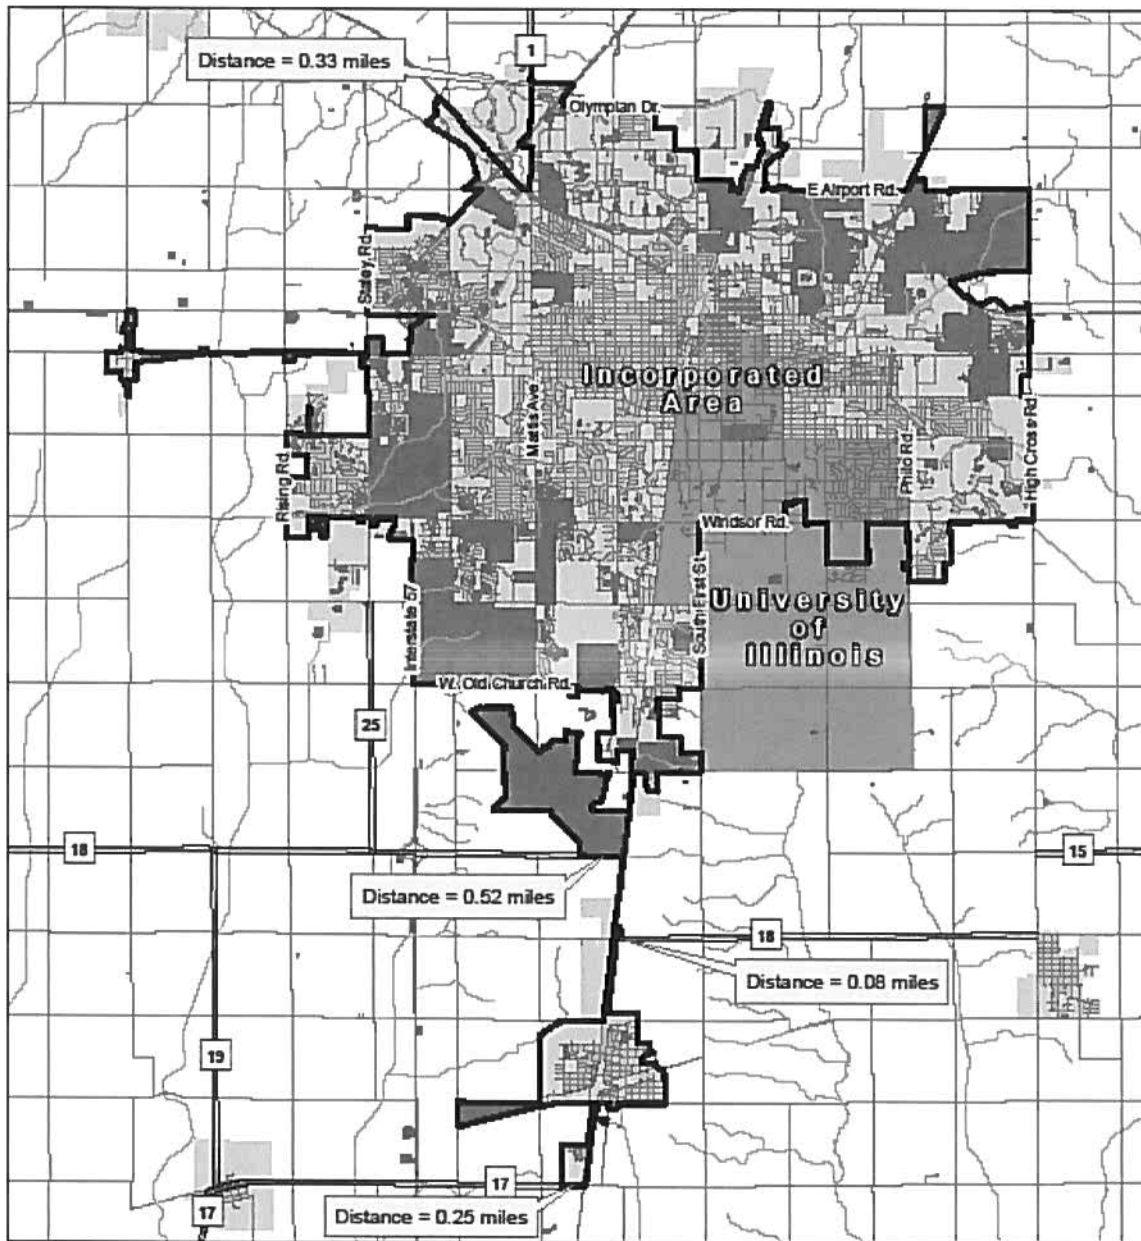 1
Distance = 0.33 miles
Olympian Dr.
E Airport Rd.
Staley Rd.
Incorporated
Area
Mattis Ave
Rising Rd.
Philo Rd.
High Cross Rd
Windsor Rd.
South First St.
University
of
Illinois
Interstate 57
W. Old Church Rd.
25
18
15
Distance = 0.52 miles
18
Distance = 0.08 miles
19
17
17
Distance = 0.25 miles